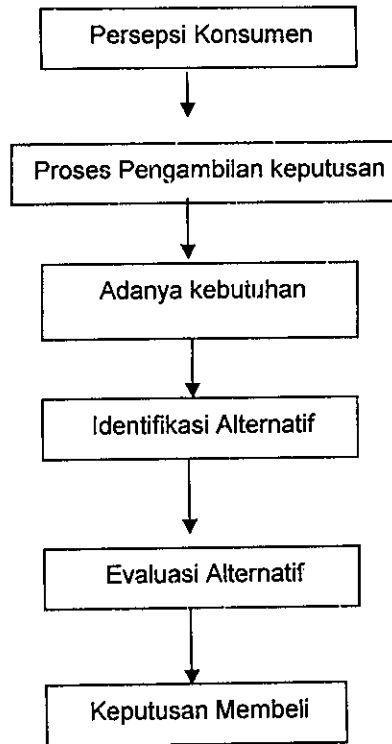 Persepsi Konsumen
Proses Pengambilan keputusan
Adanya kebutuhan
Identifikasi Alternatif
Evaluasi Alternatif
Keputusan Membeli